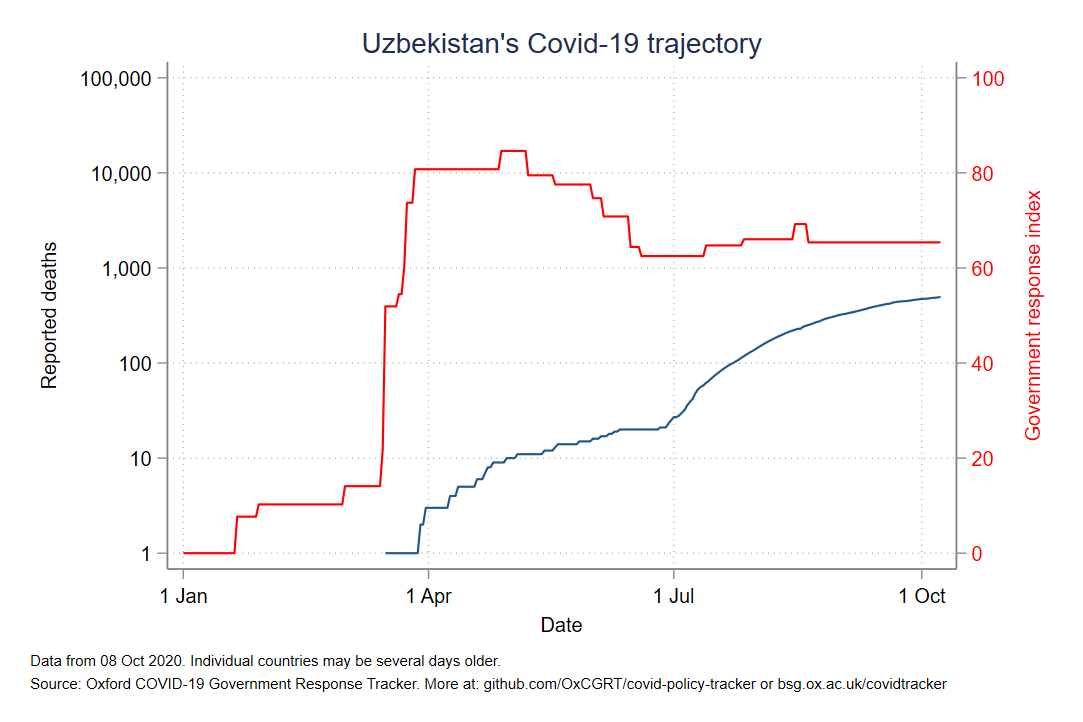 Uzbekistan's Covid-19 trajectory
100,000
10,000
1,000
100
10
1
Reported deaths
100
80
60
40
20
0
Government response index
1 Jan
1 Apr
1 Jul
1 Oct
Date
Data from 08 Oct 2020. Individual countries may be several days older.
Source: Oxford COVID-19 Government Response Tracker. More at: github.com/OxCGRT/covid-policy-tracker or bsg.ox.ac.uk/covidtracker